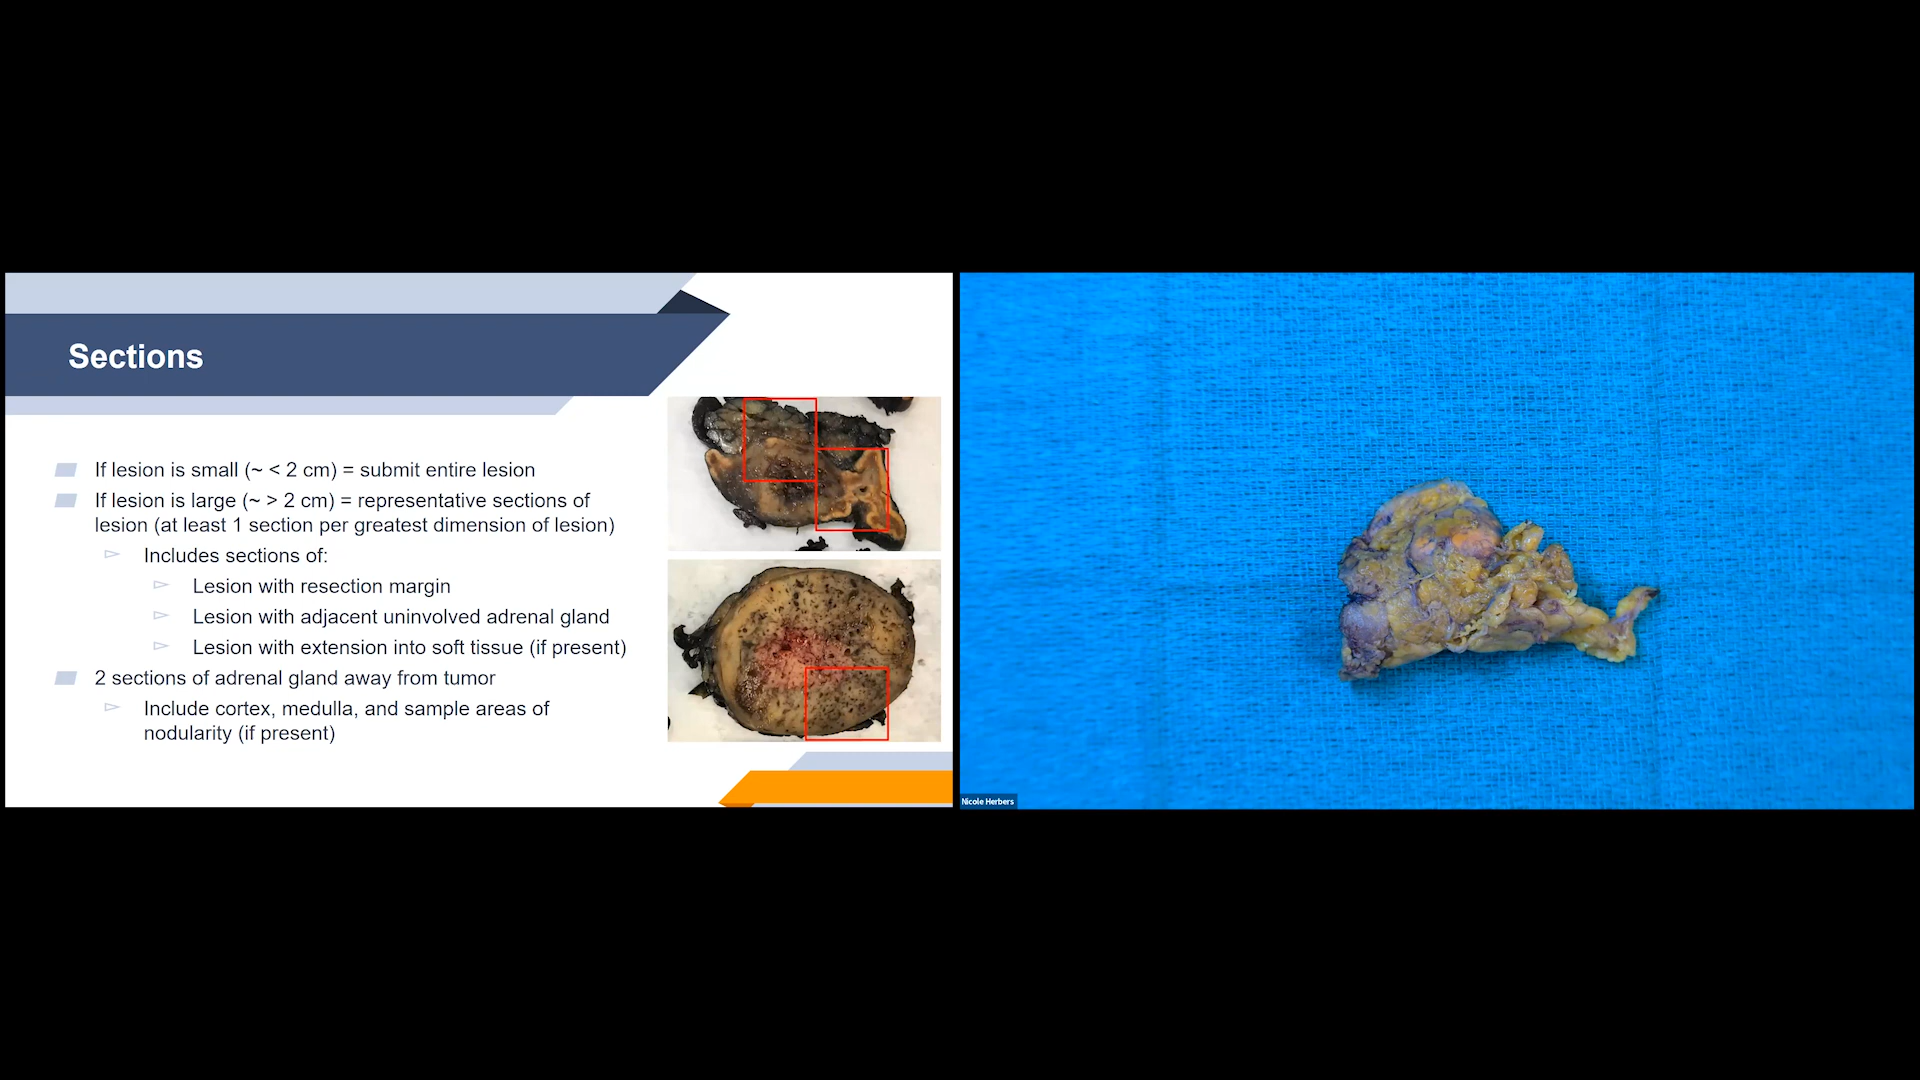 Sections
If lesion is small (~ < 2 cm) = submit entire lesion
If lesion is large (~ > 2 cm) = representative sections of
lesion (at least 1 section per greatest dimension of lesion)
Includes sections of:
Lesion with resection margin
Lesion with adjacent uninvolved adrenal gland
Lesion with extension into soft tissue (if present)
2 sections of adrenal gland away from tumor
Include cortex, medulla, and sample areas of
nodularity (if present)
Nicole Herbers